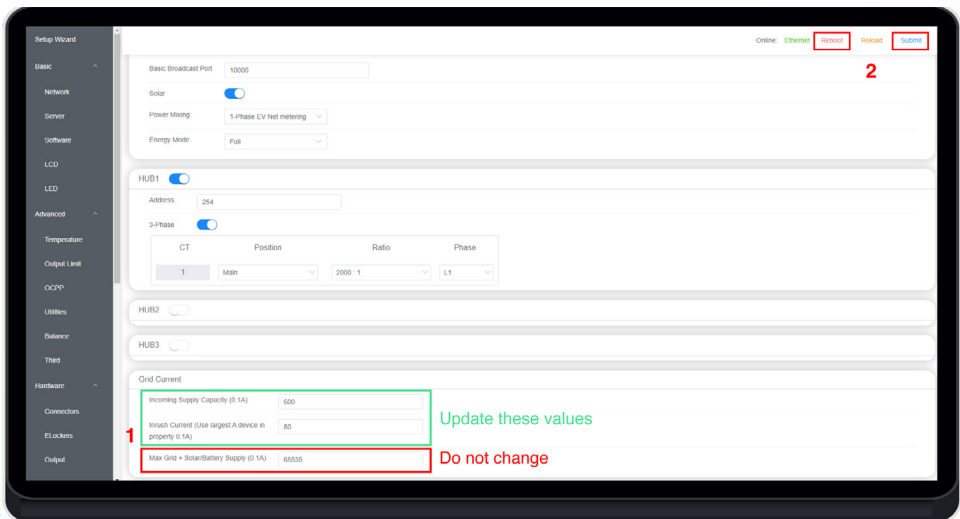 Setup Wizard
Online: Ethernet Reboot Reload Submit
2
Basic
Network
Server
Software
LCD
LED
Advanced
Temperature
Output Limit
OCPP
Utilities
Balance
Third
Hardware
Connectors
ELockers
Output
Basic Broadcast Port 10000
Solar
Power Mixing 1-Phase EV Net metering
Energy Mode Full
HUB1
Address 254
3-Phase
CT Position Ratio Phase
1 Main 2000 : 1 L1
HUB2
HUB3
Grid Current
Incoming Supply Capacity (0.1A) 600
Inrush Current (Use largest A device in
property 0.1A) 80
Update these values
1
Max Grid + Solar/Battery Supply (0.1A) 65535
Do not change